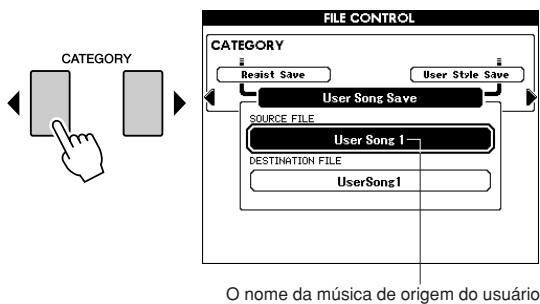 FILE CONTROL
CATEGORY
CATEGORY
Regist Save
User Style Save
User Song Save
SOURCE FILE
User Song 1
DESTINATION FILE
UserSong1
O nome da música de origem do usuário